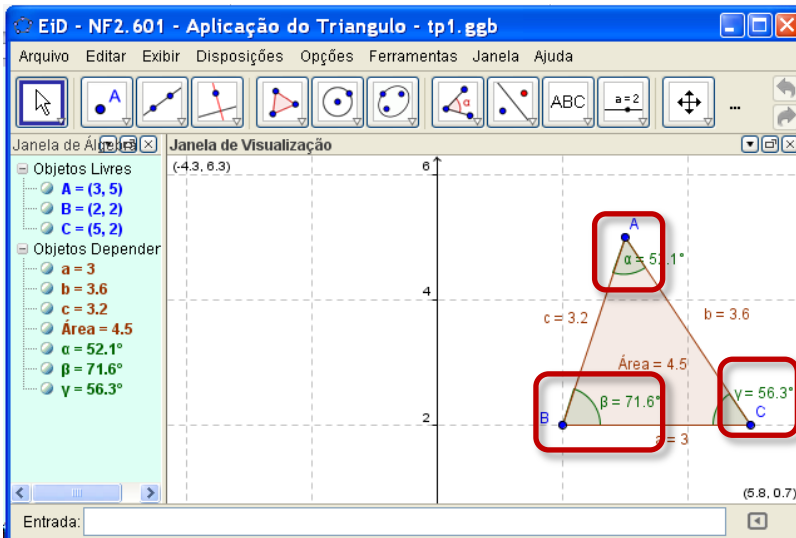 EiD - NF2.601 - Aplicação do Triangulo - tp1.ggb
Arquivo Editar Exibir Disposições Opções Ferramentas Janela Ajuda
A
α
ABC
a=2
...
Janela de Álgebra
Objetos Livres
A = (3, 5)
B = (2, 2)
C = (5, 2)
Objetos Depender
a = 3
b = 3.6
c = 3.2
Área = 4.5
α = 52.1°
β = 71.6°
γ = 56.3°
Janela de Visualização
(-4.3, 6.3)
6
A
α = 52.1°
4
c = 3.2
b = 3.6
Área = 4.5
β = 71.6°
γ = 56.3°
B
C
2
a = 3
(5.8, 0.7)
Entrada: